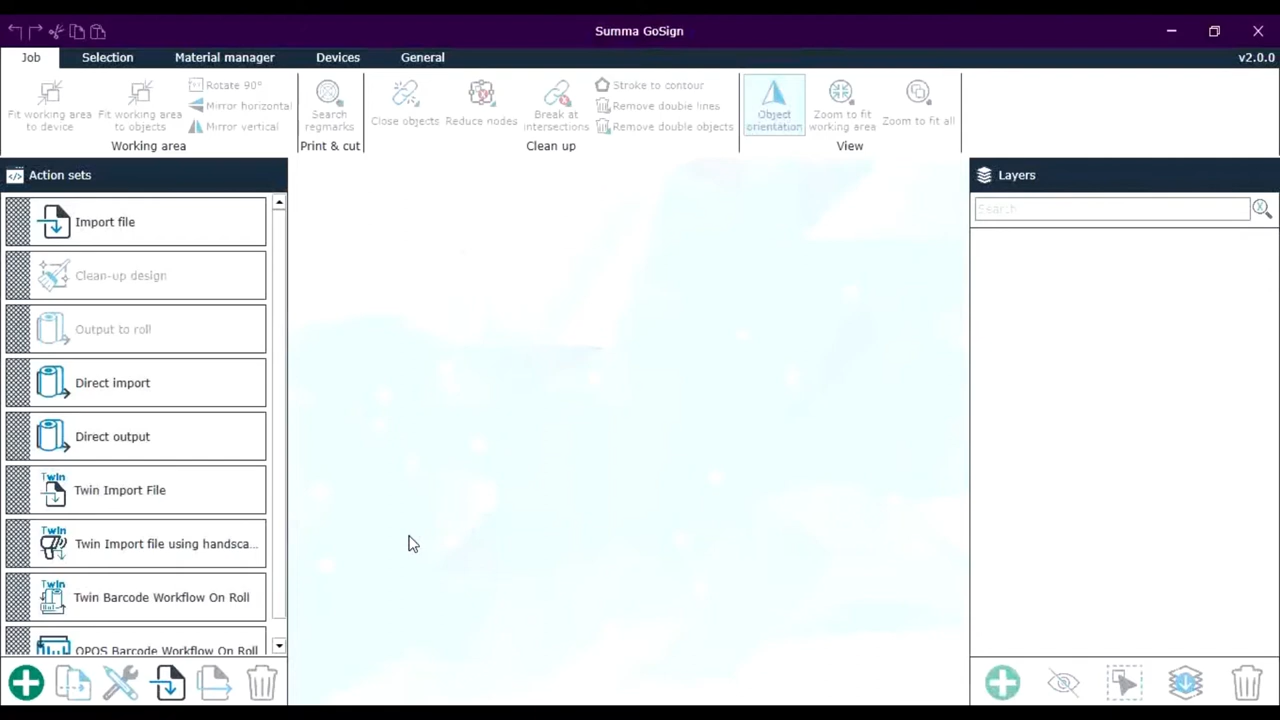 Summa GoSign
Job Selection Material manager Devices General v2.0.0
Fit working area to device
Fit working area to objects
Rotate 90°
Mirror horizontal
Mirror vertical
Working area
Search regmarks
Print & cut
Close objects
Reduce nodes
Break at intersections
Stroke to contour
Remove double lines
Remove double objects
Clean up
Object orientation
Zoom to fit working area
Zoom to fit all
View
Action sets
Import file
Clean-up design
Output to roll
Direct import
Direct output
Twin
Twin Import File
Twin
Twin Import file using handsca...
Twin
Twin Barcode Workflow On Roll
OPOS Barcode Workflow On Roll
Layers
Search